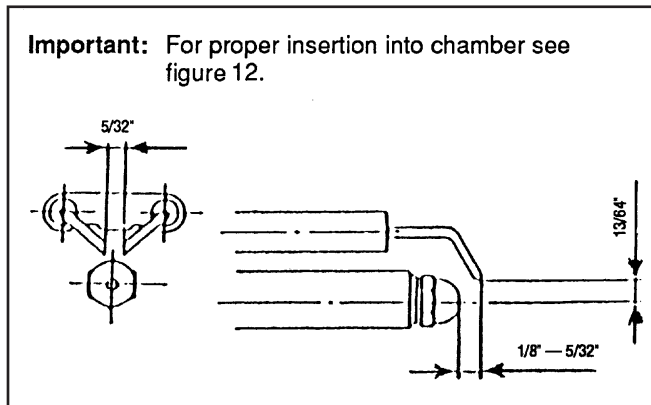 Important: For proper insertion into chamber see
figure 12.
5/32"
13/64"
1/8" — 5/32"